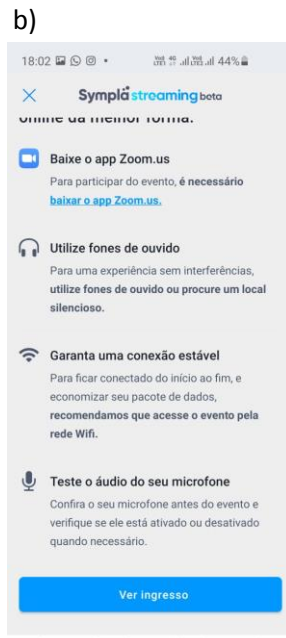 b)
18:02 44%
Sympla streaming beta
online da melhor forma:
Baixe o app Zoom.us
Para participar do evento, é necessário
baixar o app Zoom.us.
Utilize fones de ouvido
Para uma experiência sem interferências,
utilize fones de ouvido ou procure um local
silencioso.
Garanta uma conexão estável
Para ficar conectado do início ao fim, e
economizar seu pacote de dados,
recomendamos que acesse o evento pela
rede Wifi.
Teste o áudio do seu microfone
Confira o seu microfone antes do evento e
verifique se ele está ativado ou desativado
quando necessário.
Ver ingresso